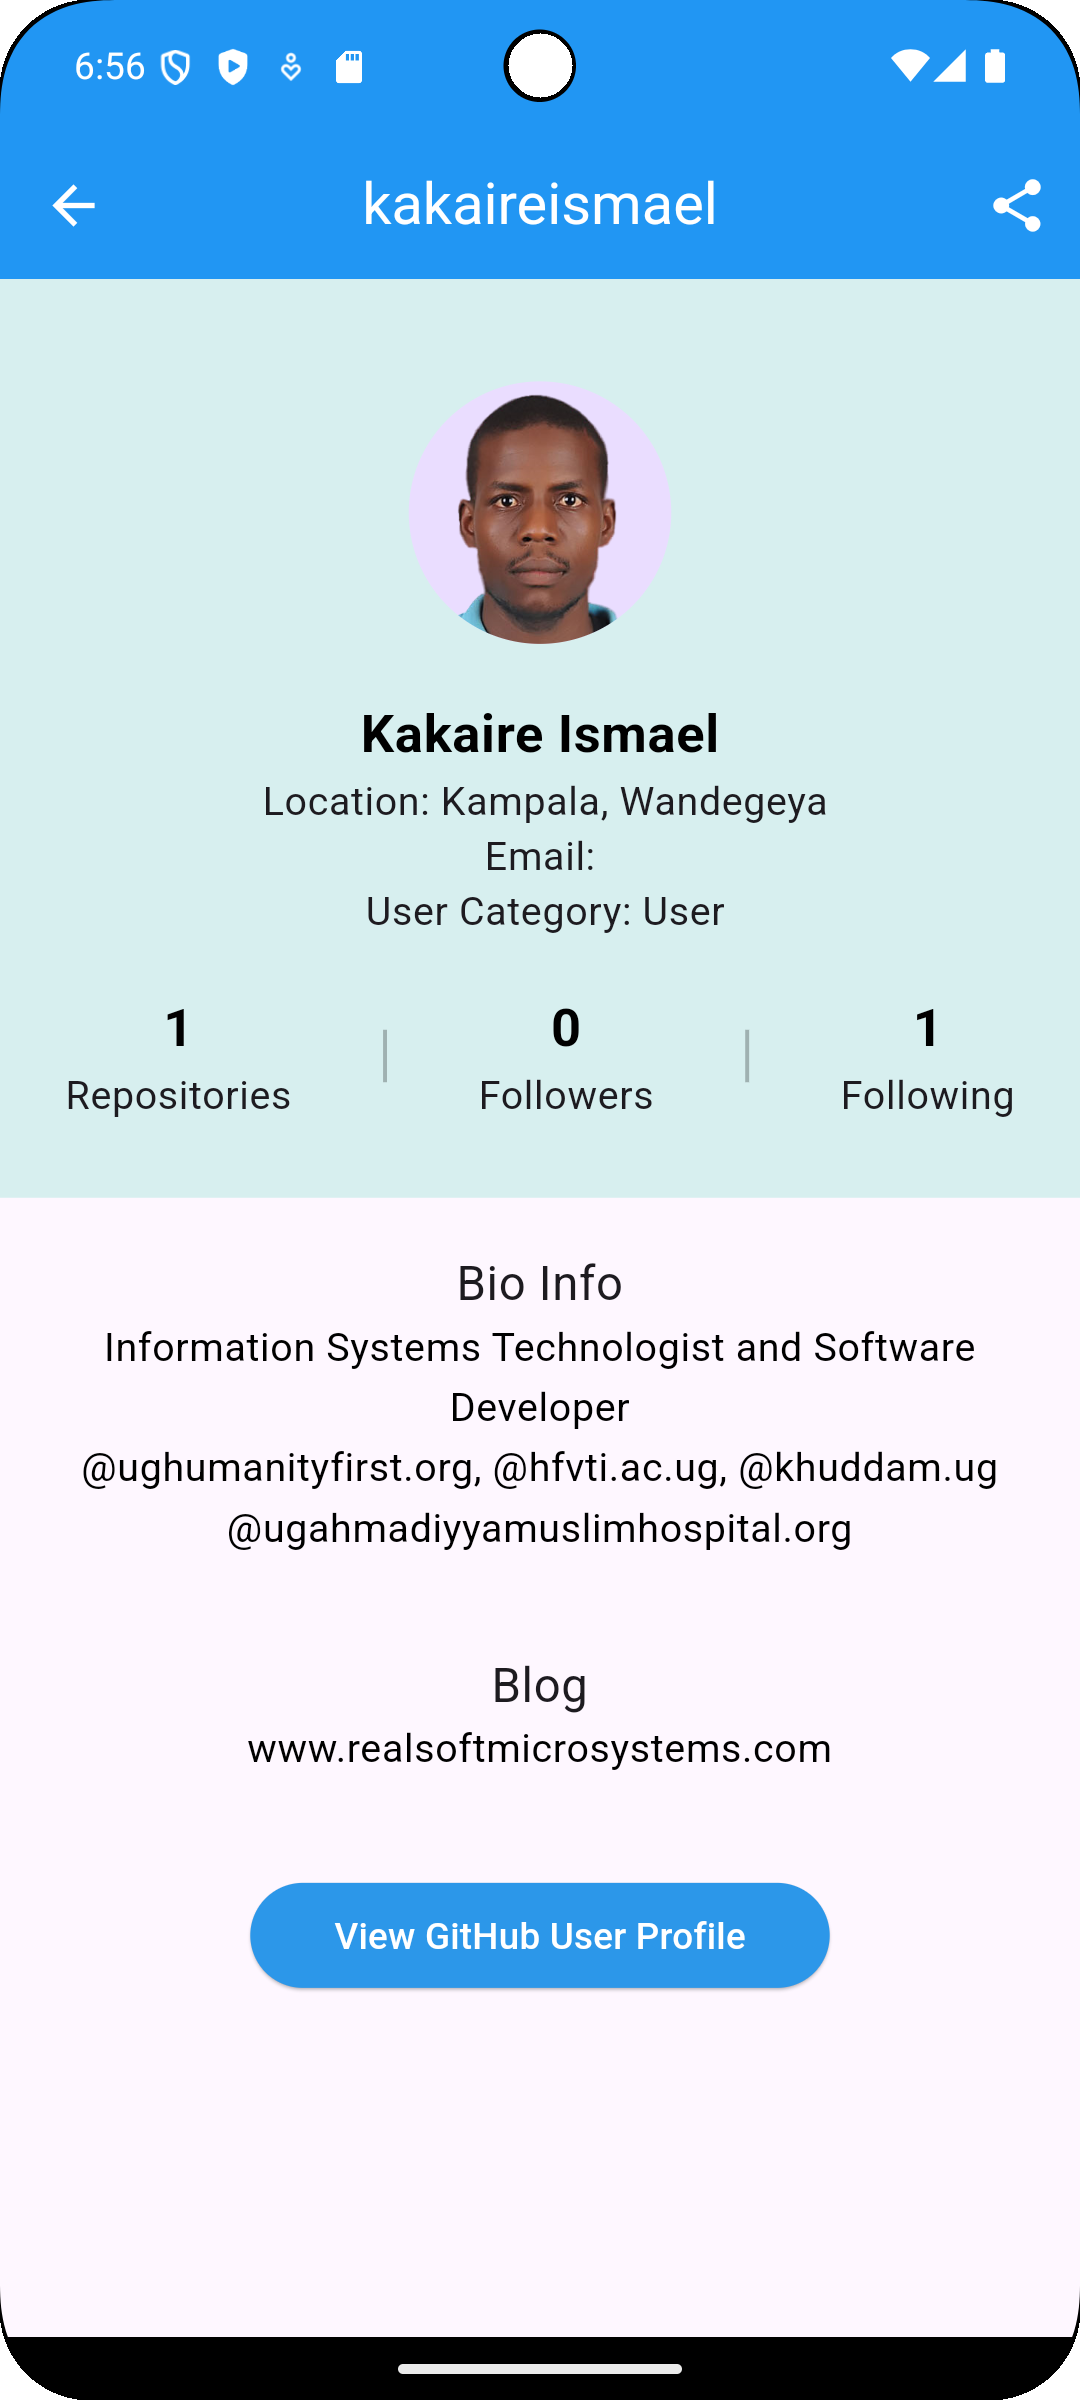 6:56
kakaireismael
Kakaire Ismael
Location: Kampala, Wandegeya
Email:
User Category: User
1
Repositories
0
Followers
1
Following
Bio Info
Information Systems Technologist and Software
Developer
@ughumanityfirst.org, @hfvti.ac.ug, @khuddam.ug
@ugahmadiyyamuslimhospital.org
Blog
www.realsoftmicrosystems.com
View GitHub User Profile